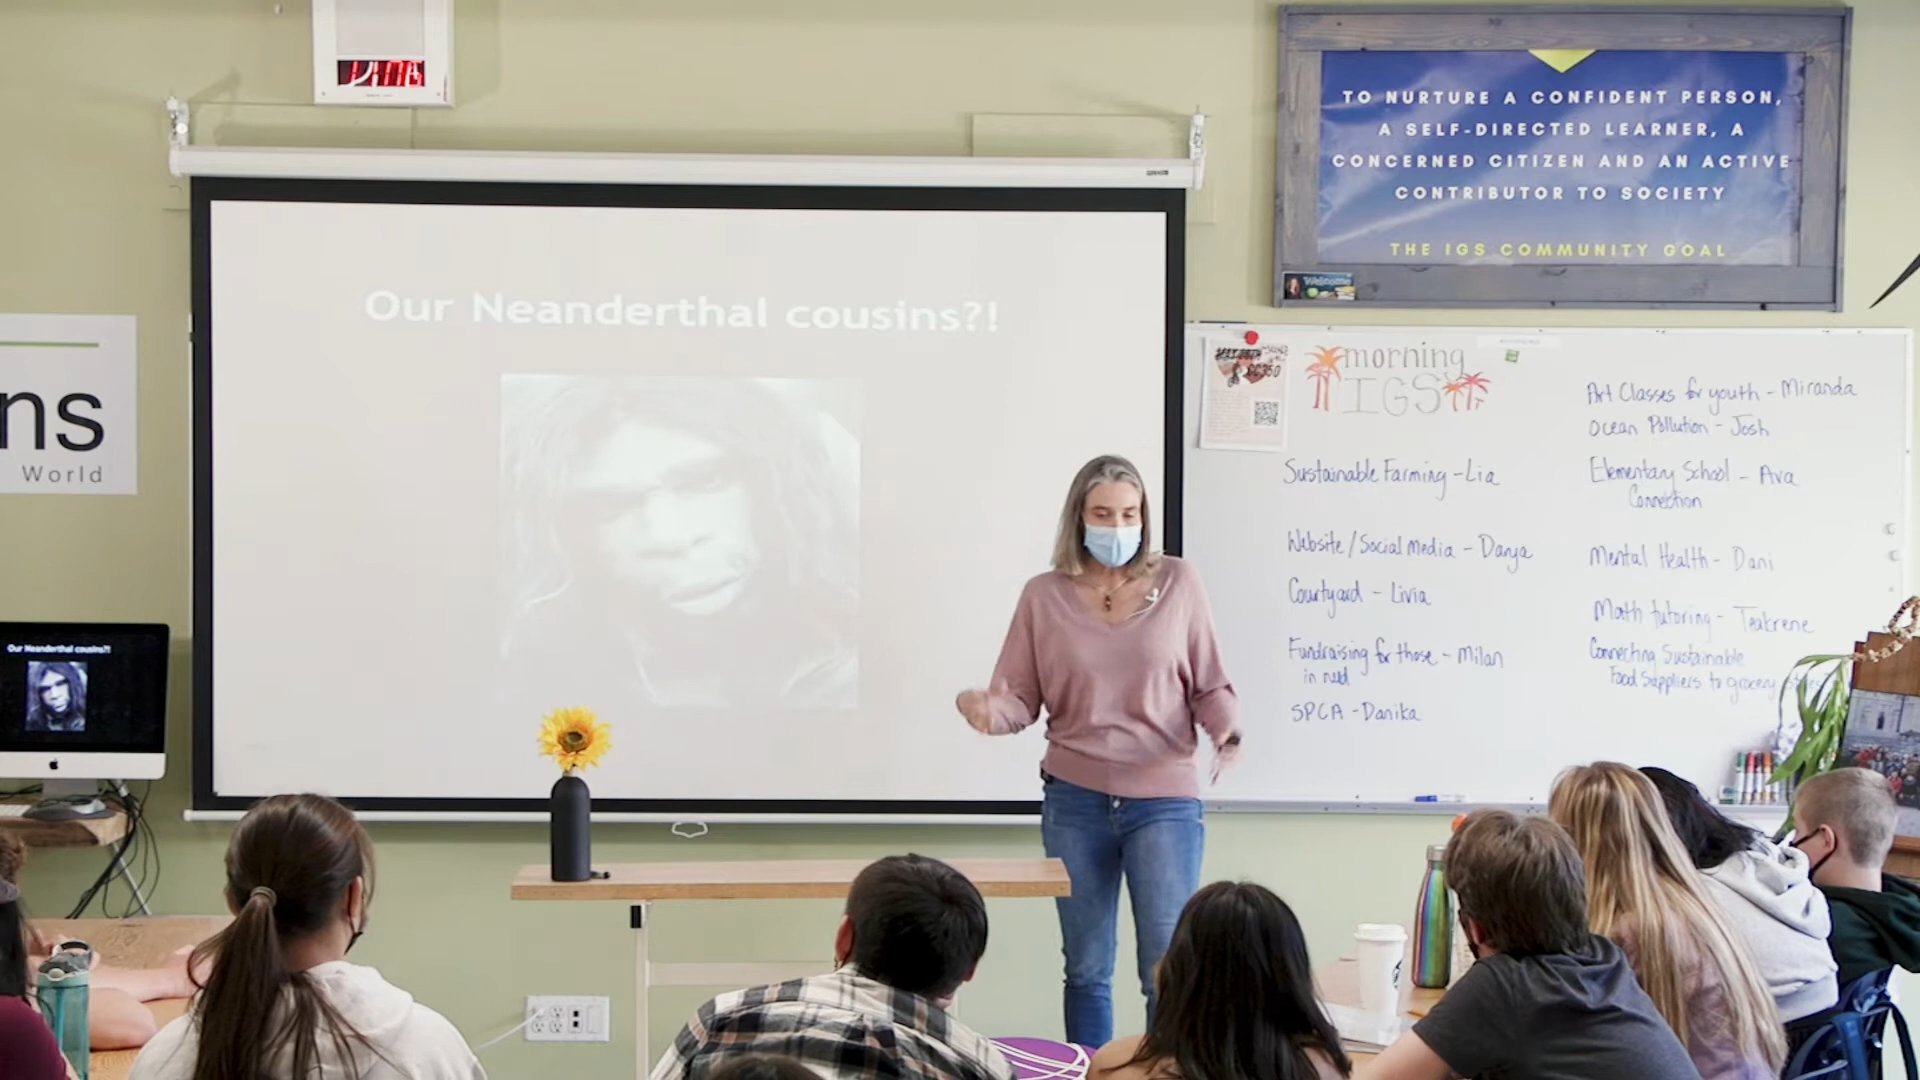 TO NURTURE A CONFIDENT PERSON,
A SELF-DIRECTED LEARNER, A
CONCERNED CITIZEN AND AN ACTIVE
CONTRIBUTOR TO SOCIETY
THE IGS COMMUNITY GOAL
Welcome
Our Neanderthal cousins?!
ns
World
Our Neanderthal cousins?!
morning
IGS
Sustainable Farming - Lia
Website/Social Media - Danya
Courtyard - Livia
Fundraising for those - Milan
in need
SPCA - Danika
Art Classes for youth - Miranda
Ocean Pollution - Josh
Elementary School - Ava
Connection
Mental Health - Dani
Math tutoring - Teakrene
Connecting Sustainable
Food Suppliers to grocery